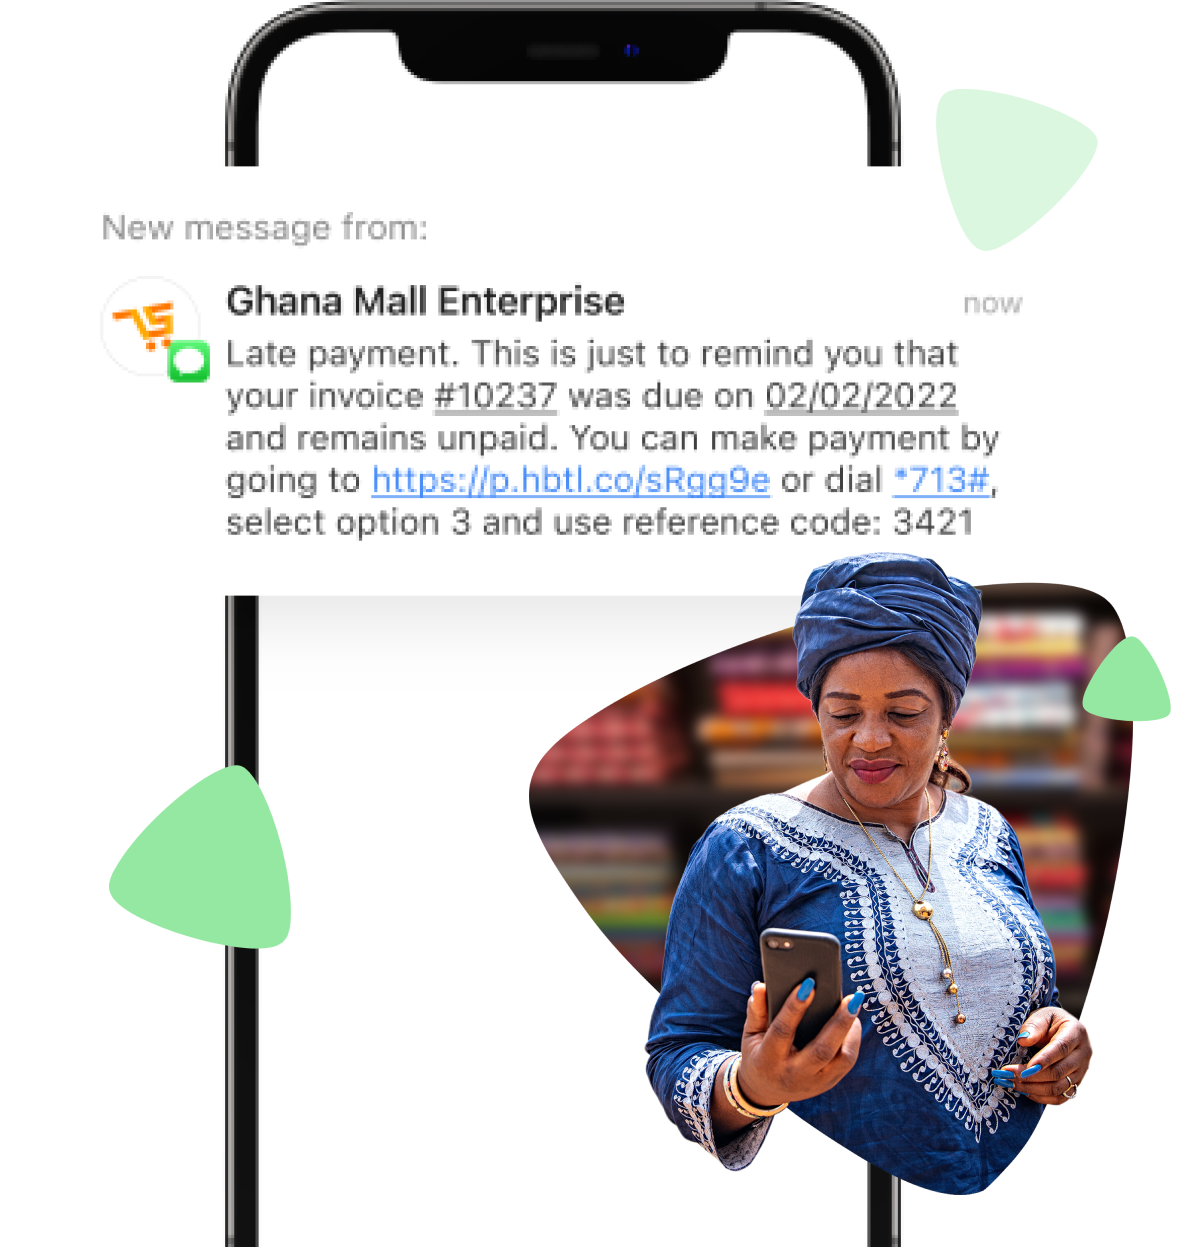 New message from:
Ghana Mall Enterprise
now
Late payment. This is just to remind you that
your invoice #10237 was due on 02/02/2022
and remains unpaid. You can make payment by
going to https://p.hbtl.co/sRgg9e or dial *713#,
select option 3 and use reference code: 3421